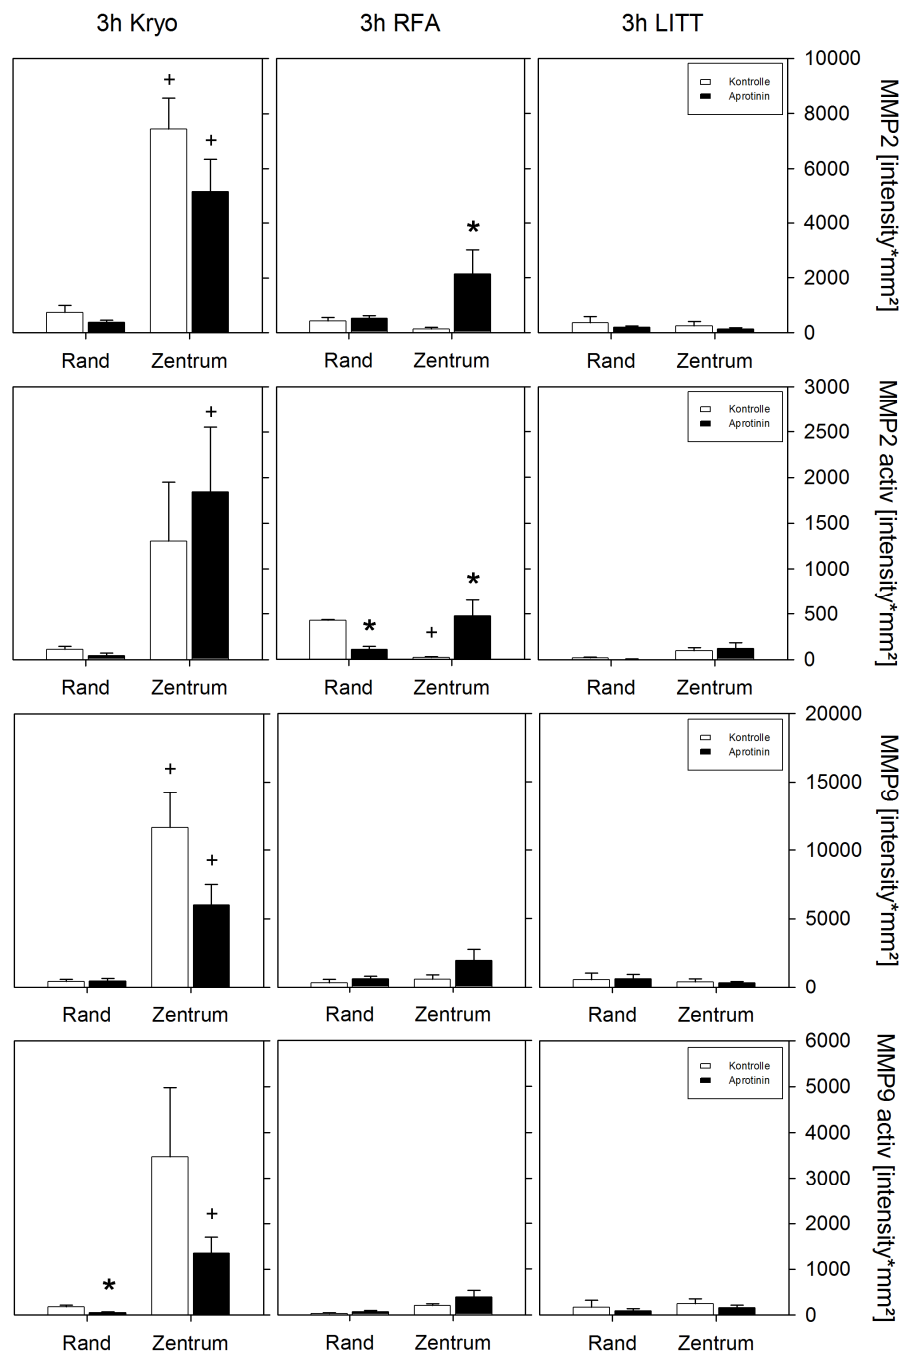 3h Kryo 3h RFA 3h LITT
+
+
*
Kontrolle
Aprotinin
10000
8000
6000
4000
2000
0
MMP2 [intensity*mm²]
Rand Zentrum Rand Zentrum Rand Zentrum
+
*
+
*
Kontrolle
Aprotinin
3000
2500
2000
1500
1000
500
0
MMP2 activ [intensity*mm²]
Rand Zentrum Rand Zentrum Rand Zentrum
+
+
Kontrolle
Aprotinin
20000
15000
10000
5000
0
MMP9 [intensity*mm²]
Rand Zentrum Rand Zentrum Rand Zentrum
*
+
Kontrolle
Aprotinin
6000
5000
4000
3000
2000
1000
0
MMP9 activ [intensity*mm²]
Rand Zentrum Rand Zentrum Rand Zentrum